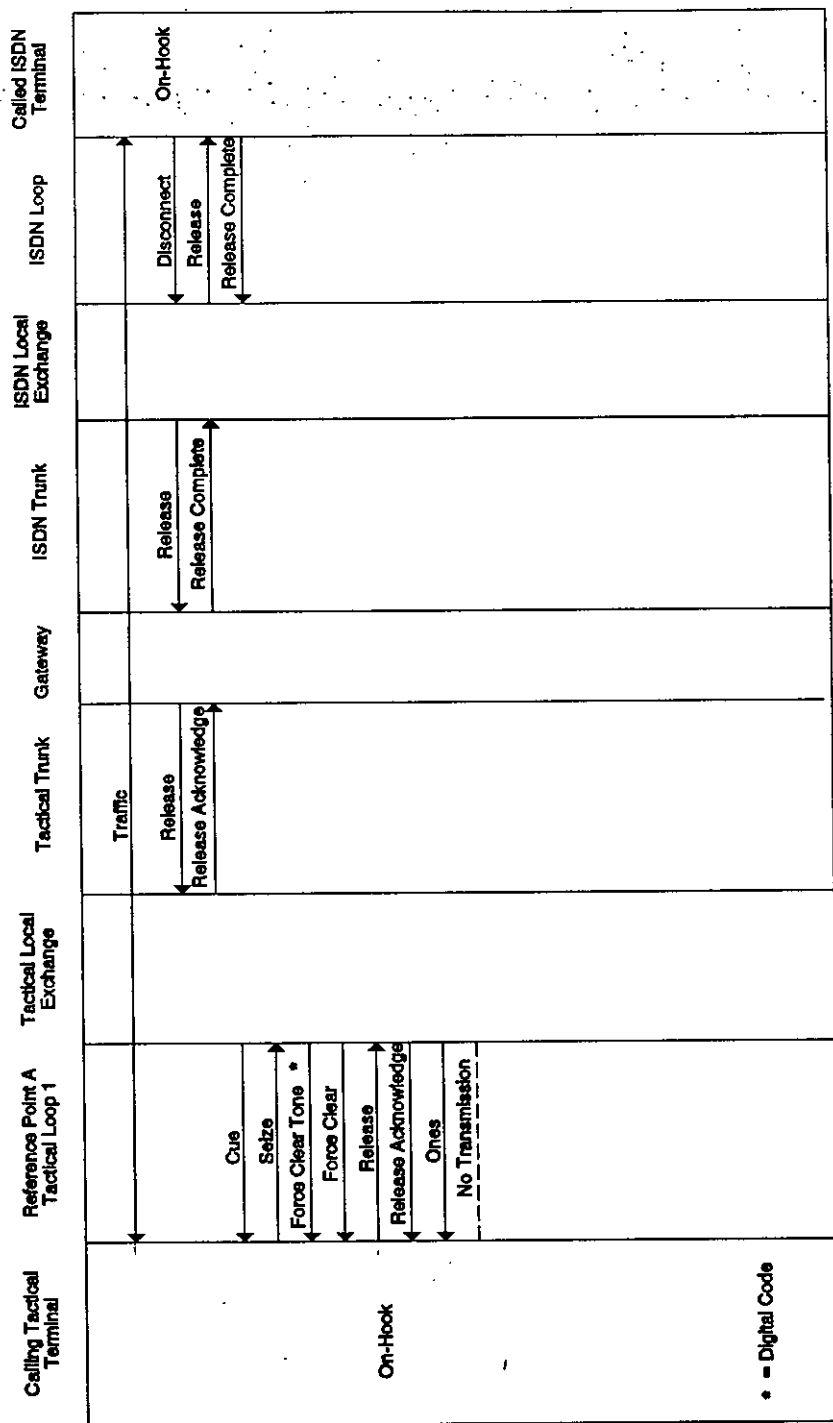 Calling Tactical
Terminal
Reference Point A
Tactical Loop 1
Tactical Local
Exchange
Tactical Trunk
Gateway
ISDN Trunk
ISDN Local
Exchange
ISDN Loop
Called ISDN
Terminal
Traffic
On-Hook
Disconnect
Release
Release Complete
Release
Release Complete
Release
Release Acknowledge
Cue
Seize
Force Clear Tone *
Force Clear
Release
Release Acknowledge
Ones
No Transmission
On-Hook
* = Digital Code